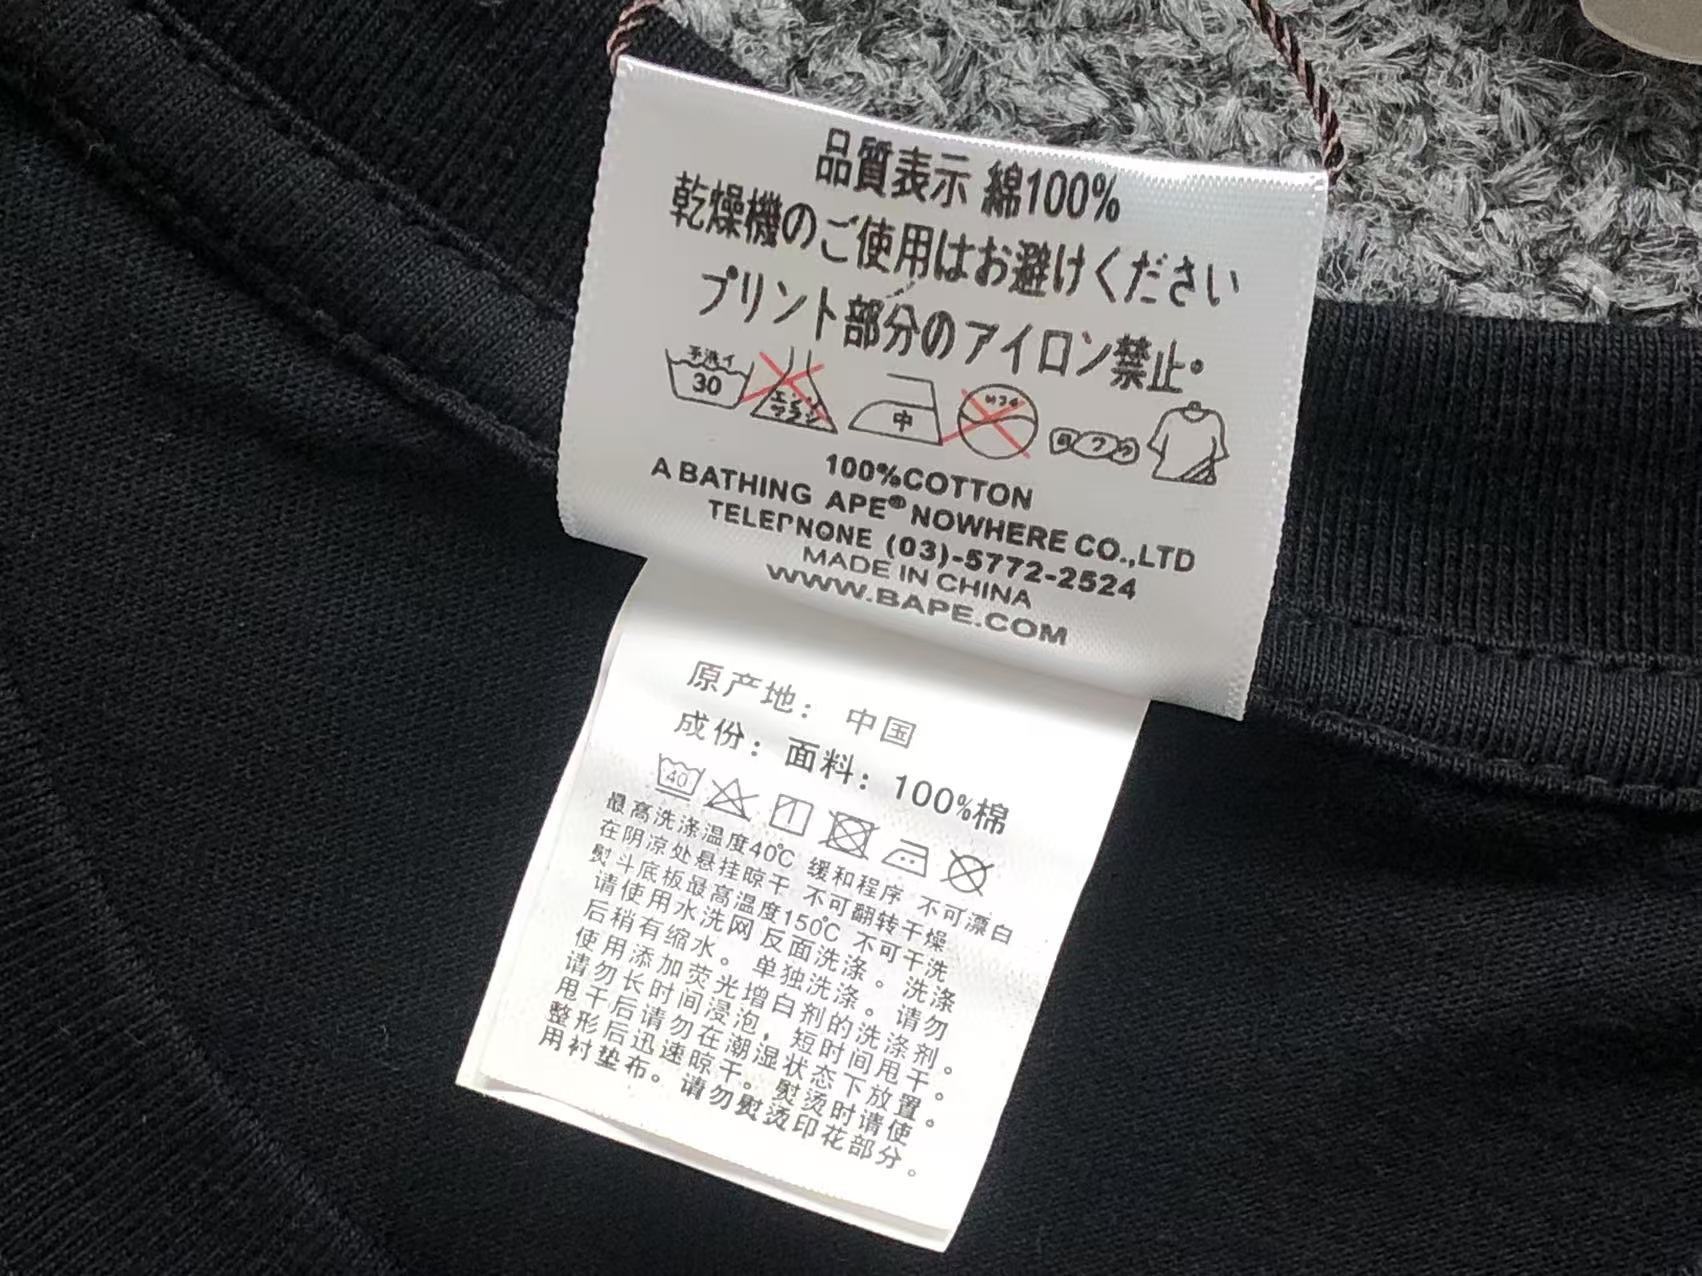 品質表示 綿100%
乾燥機のご使用はお避けください
プリント部分のアイロン禁止。
手洗イ
30
エンソ
マラシ
中
100%COTTON
A BATHING APE® NOWHERE CO.,LTD
TELEPNONE (03)-5772-2524
MADE IN CHINA
WWW.BAPE.COM
原产地： 中国
成份：面料：100%棉
40
最高洗涤温度40℃ 缓和程序 不可漂白
在阴凉处悬挂晾干 不可翻转干燥
熨斗底板最高温度150℃ 不可干洗
请使用水洗网 反面洗涤。洗涤
后稍有缩水。单独洗涤。请勿
使用添加荧光增白剂的洗涤剂。
请勿长时间浸泡，短时间甩干。
甩干后请勿在潮湿状态下放置。
整形后迅速晾干。熨烫时请使
用衬垫布。请勿熨烫印花部分。